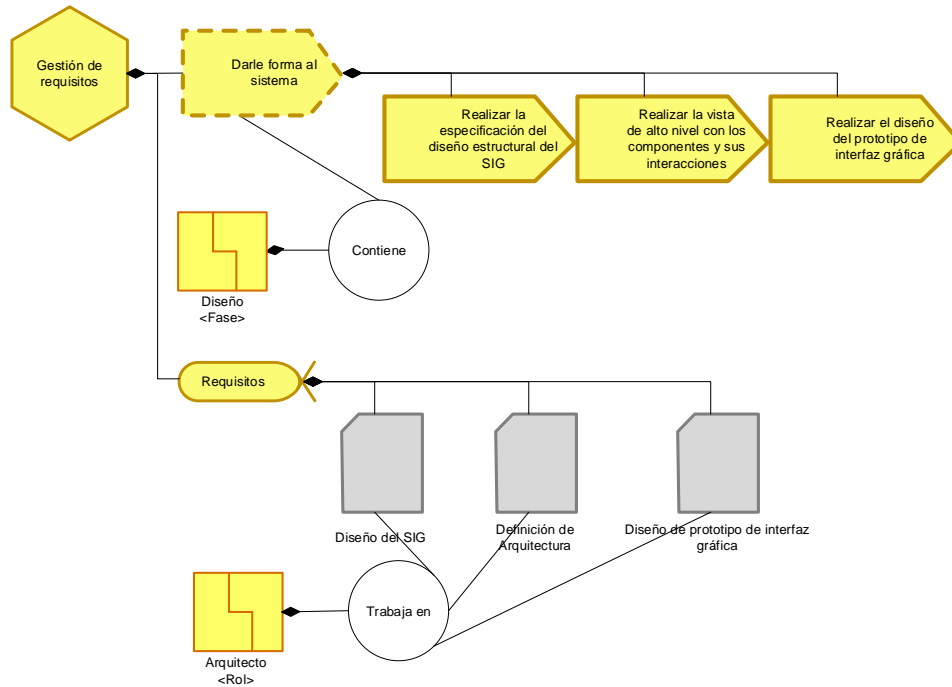 Gestión de
requisitos
Darle forma al
sistema
Realizar la
especificación del
diseño estructural del
SIG
Realizar la vista
de alto nivel con los
componentes y sus
interacciones
Realizar el diseño
del prototipo de
interfaz gráfica
Contiene
Diseño
<Fase>
Requisitos
Diseño del SIG
Definición de
Arquitectura
Diseño de prototipo de interfaz
gráfica
Trabaja en
Arquitecto
<Rol>